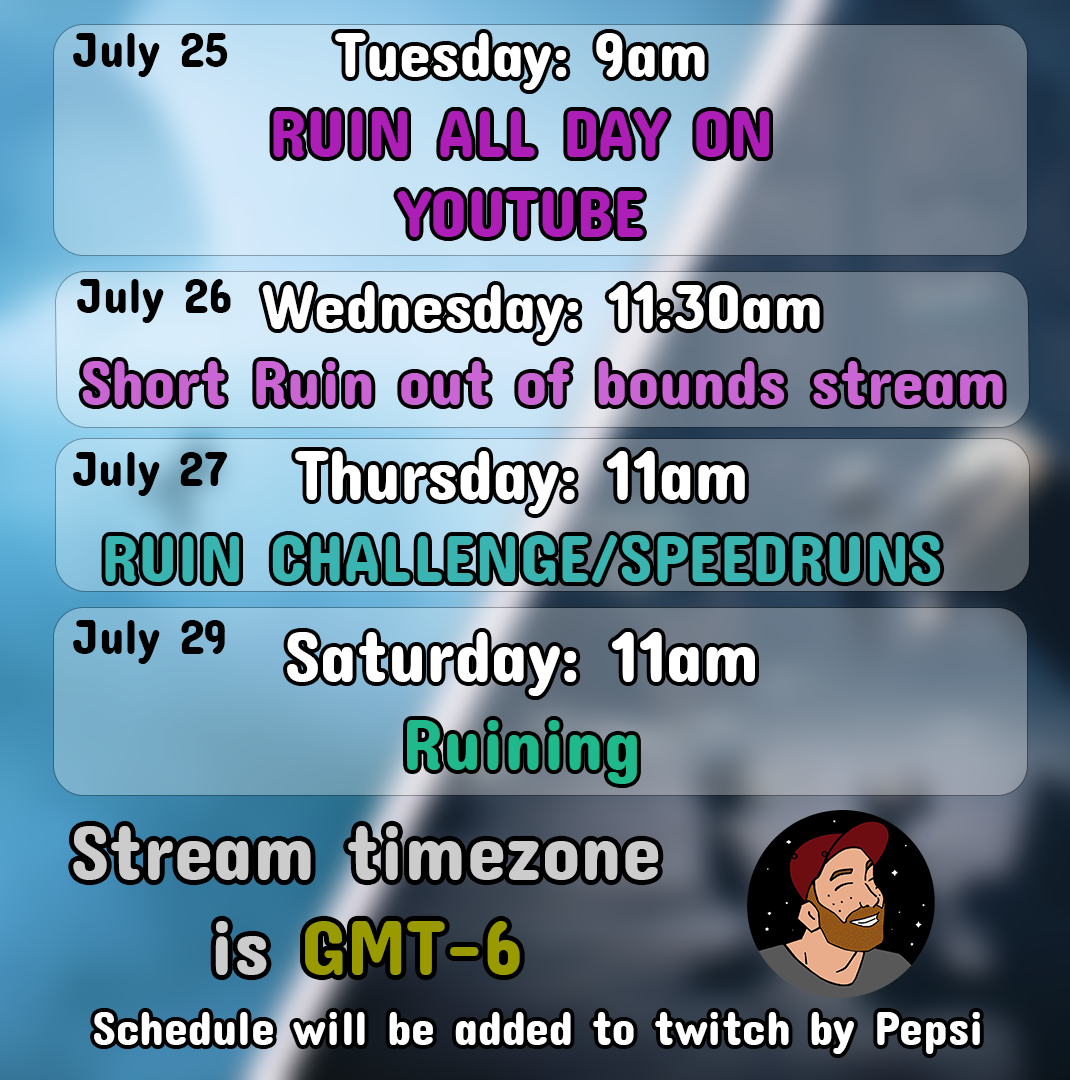 July 25
Tuesday: 9am
RUIN ALL DAY ON
YOUTUBE
July 26
Wednesday: 11:30am
Short Ruin out of bounds stream
July 27
Thursday: 11am
RUIN CHALLENGE/SPEEDRUNS
July 29
Saturday: 11am
Ruining
Stream timezone
is GMT-6
Schedule will be added to twitch by Pepsi